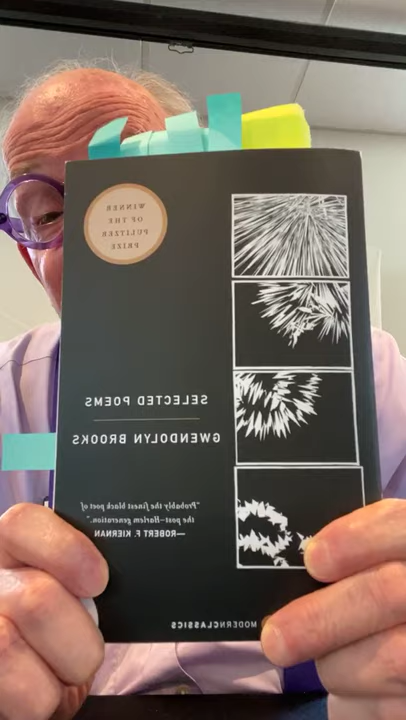 WINNER
OF THE
PULITZER
PRIZE
SELECTED POEMS
GWENDOLYN BROOKS
"Probably the finest black poet of
the post–Harlem generation."
—ROBERT F. KIERNAN
MODERNCLASSICS